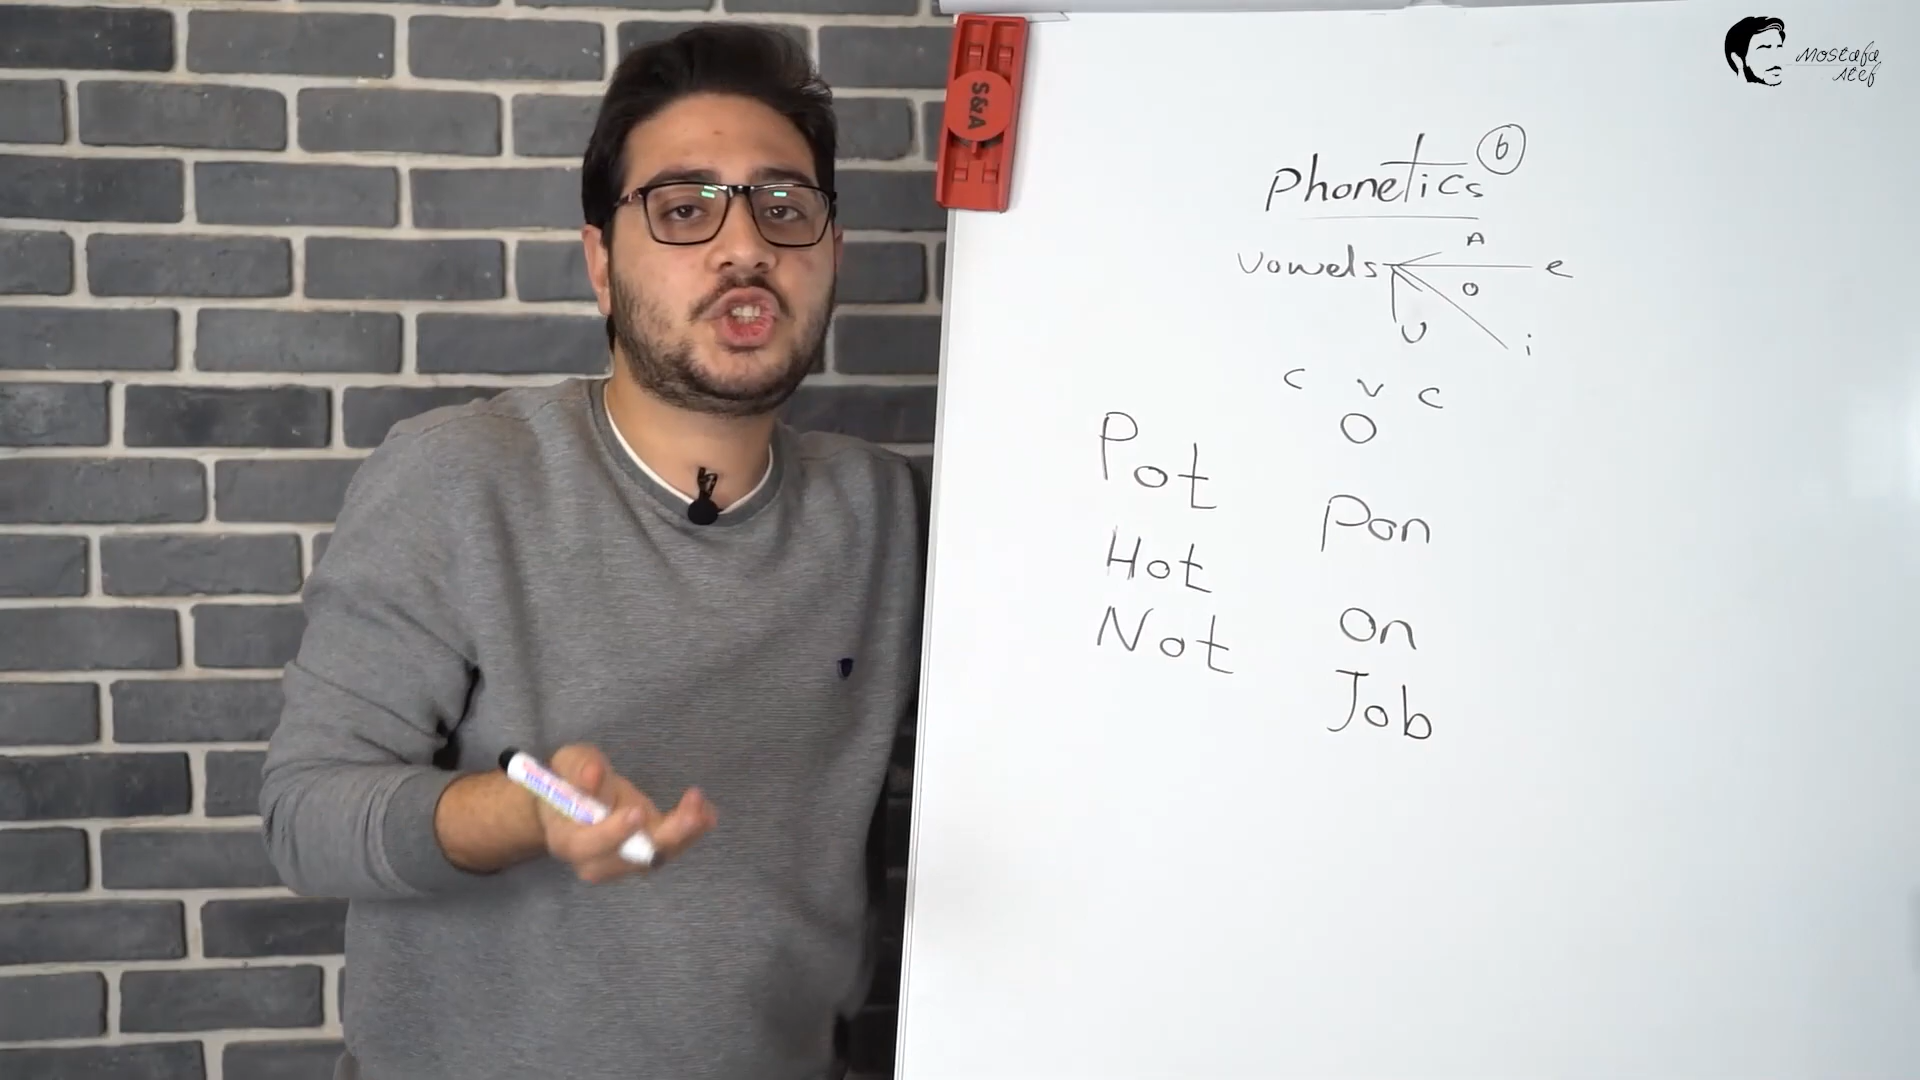 Mostafa
Atef
S&A
Phonetics 6
Vowels A e
O
U i
C V C
O
Pot
Pon
Hot
On
Not
Job